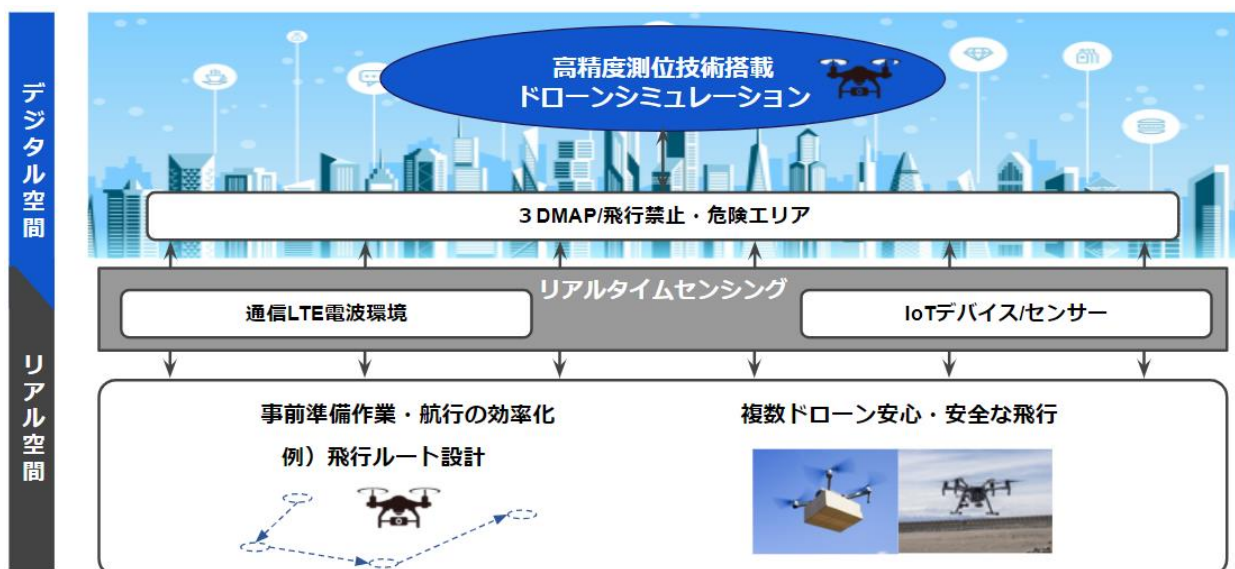 デジタル空間
高精度測位技術搭載
ドローンシミュレーション
3DMAP/飛行禁止・危険エリア
リアルタイムセンシング
通信LTE電波環境
IoTデバイス/センサー
リアル空間
事前準備作業・航行の効率化
例）飛行ルート設計
複数ドローン安心・安全な飛行